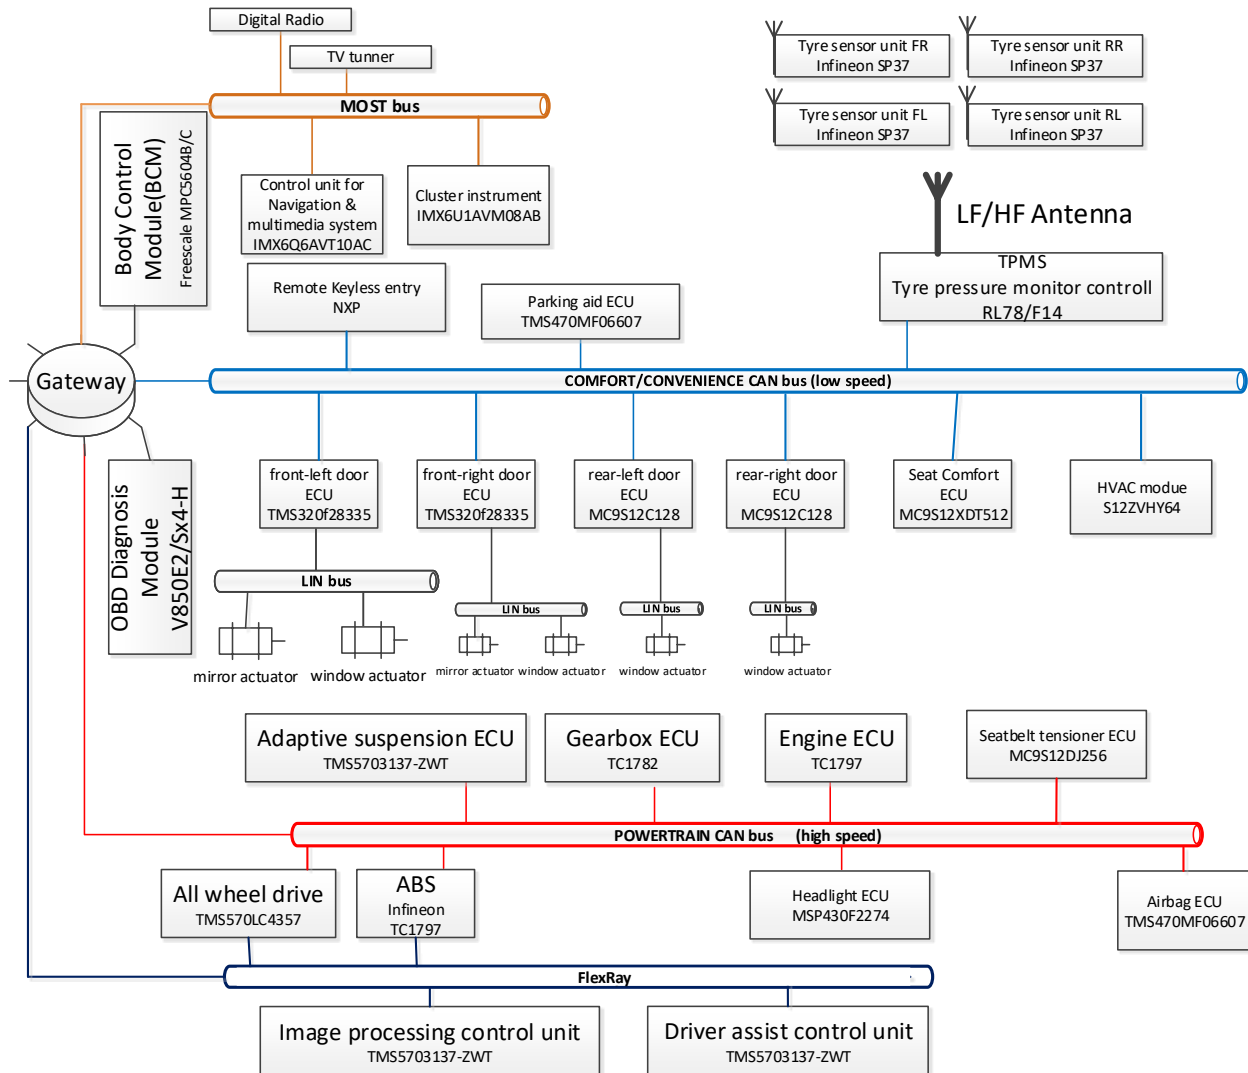 Digital Radio
TV tunner
MOST bus
Body Control
Module(BCM)
Freescale MPC5604B/C
Control unit for
Navigation &
multimedia system
IMX6Q6AVT10AC
Cluster instrument
IMX6U1AVM08AB
Tyre sensor unit FR
Infineon SP37
Tyre sensor unit RR
Infineon SP37
Tyre sensor unit FL
Infineon SP37
Tyre sensor unit RL
Infineon SP37
LF/HF Antenna
TPMS
Tyre pressure monitor controll
RL78/F14
Remote Keyless entry
NXP
Parking aid ECU
TMS470MF06607
Gateway
COMFORT/CONVENIENCE CAN bus (low speed)
OBD Diagnosis
Module
V850E2/Sx4-H
front-left door
ECU
TMS320f28335
front-right door
ECU
TMS320f28335
rear-left door
ECU
MC9S12C128
rear-right door
ECU
MC9S12C128
Seat Comfort
ECU
MC9S12XDT512
HVAC modue
S12ZVHY64
LIN bus
LIN bus
LIN bus
LIN bus
mirror actuator
window actuator
mirror actuator
window actuator
window actuator
window actuator
Adaptive suspension ECU
TMS5703137-ZWT
Gearbox ECU
TC1782
Engine ECU
TC1797
Seatbelt tensioner ECU
MC9S12DJ256
POWERTRAIN CAN bus (high speed)
All wheel drive
TMS570LC4357
ABS
Infineon
TC1797
Headlight ECU
MSP430F2274
Airbag ECU
TMS470MF06607
FlexRay
Image processing control unit
TMS5703137-ZWT
Driver assist control unit
TMS5703137-ZWT